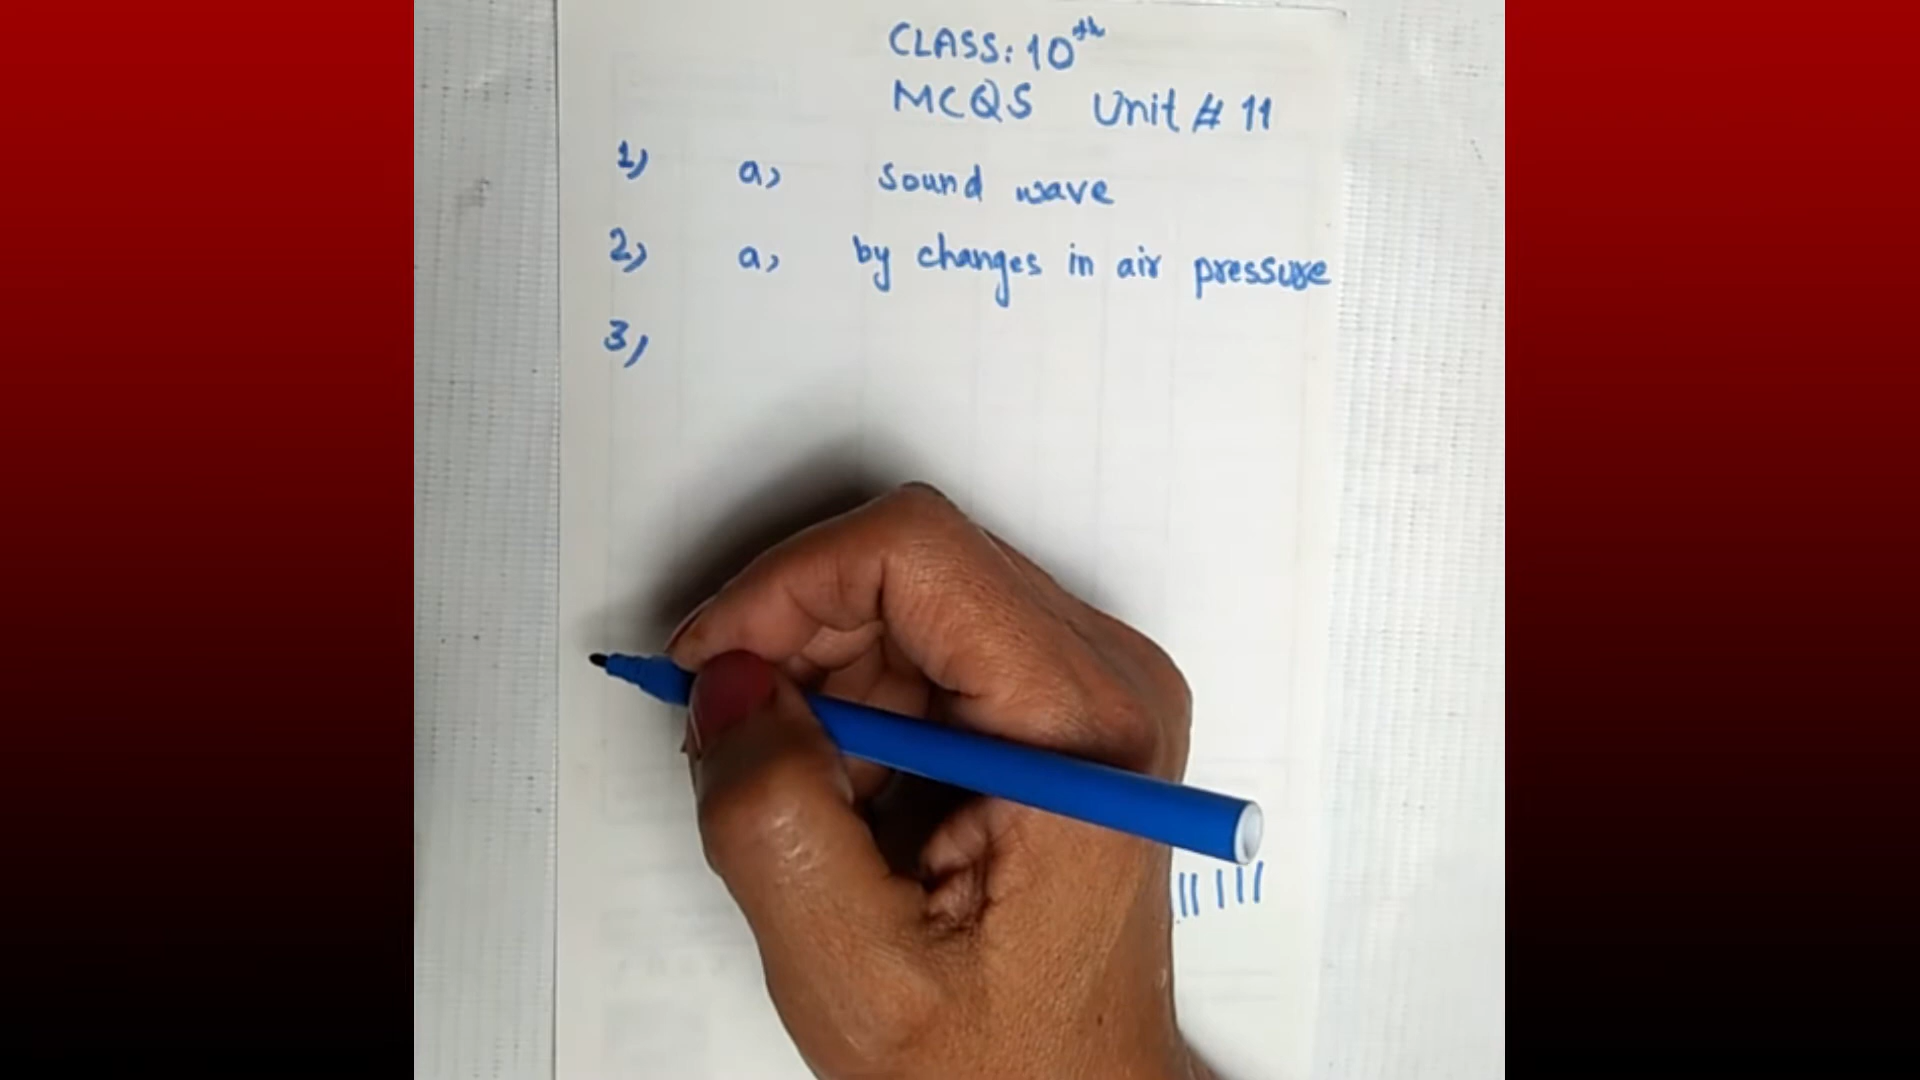 CLASS: 10th
MCQS Unit # 11
1) a) Sound wave
2) a) by changes in air pressure
3)